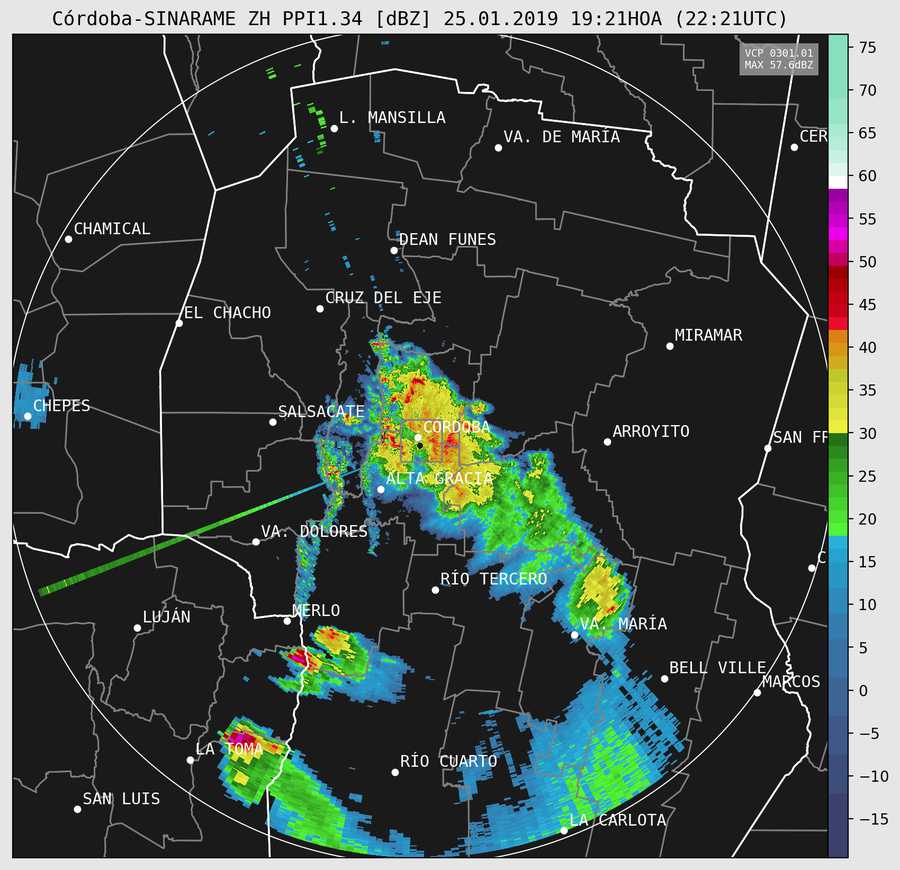 Córdoba-SINARAME ZH PPI1.34 [dBZ] 25.01.2019 19:21HOA (22:21UTC)
VCP 0301.01
MAX 57.6dBZ
L. MANSILLA
VA. DE MARÍA
CER
CHAMICAL
DEAN FUNES
CRUZ DEL EJE
EL CHACHO
MIRAMAR
CHEPES
SALSACATE
CÓRDOBA
ARROYITO
SAN FR
ALTA GRACIA
VA. DOLORES
C
RÍO TERCERO
MERLO
LUJÁN
VA. MARÍA
BELL VILLE
MARCOS
LA TOMA
RÍO CUARTO
SAN LUIS
LA CARLOTA
75
70
65
60
55
50
45
40
35
30
25
20
15
10
5
0
−5
−10
−15